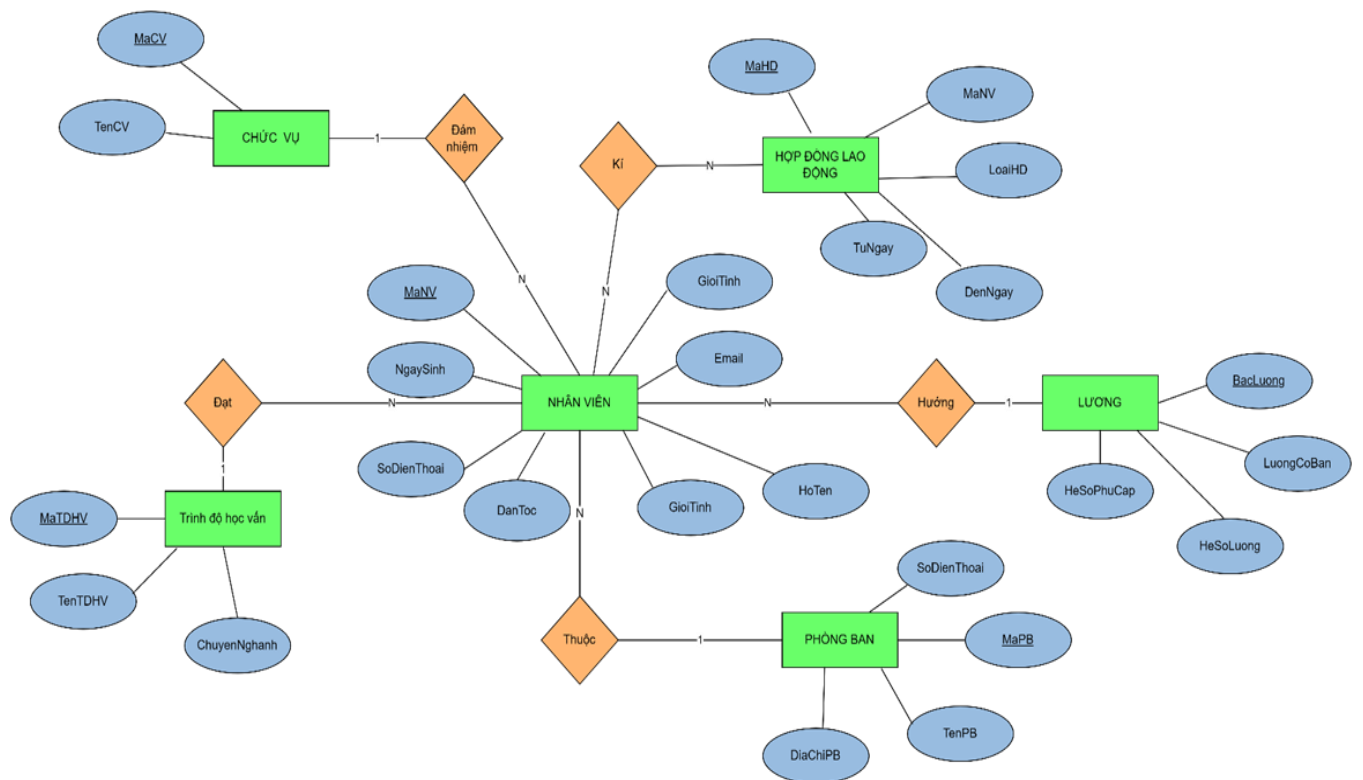 MaCV
TenCV
CHỨC VỤ
1
Đảm
nhiệm
N
MaHD
MaNV
HỢP ĐỒNG LAO
ĐỘNG
LoaiHD
TuNgay
DenNgay
Kí
N
N
MaNV
GioiTinh
NgaySinh
Email
NHÂN VIÊN
SoDienThoai
DanToc
GioiTinh
HoTen
Đạt
N
1
MaTDHV
Trình độ học vấn
TenTDHV
ChuyenNghanh
N
Hưởng
1
LƯƠNG
BacLuong
LuongCoBan
HeSoPhuCap
HeSoLuong
N
Thuộc
1
PHÒNG BAN
SoDienThoai
MaPB
TenPB
DiaChiPB